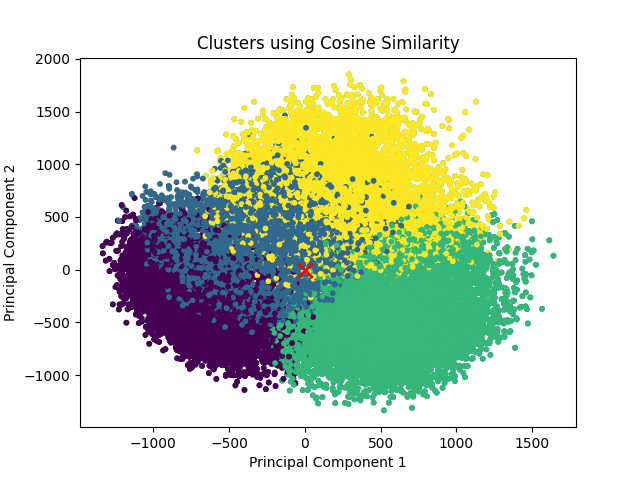 Clusters using Cosine Similarity
2000
1500
1000
500
0
−500
−1000
Principal Component 2
−1000 −500 0 500 1000 1500
Principal Component 1